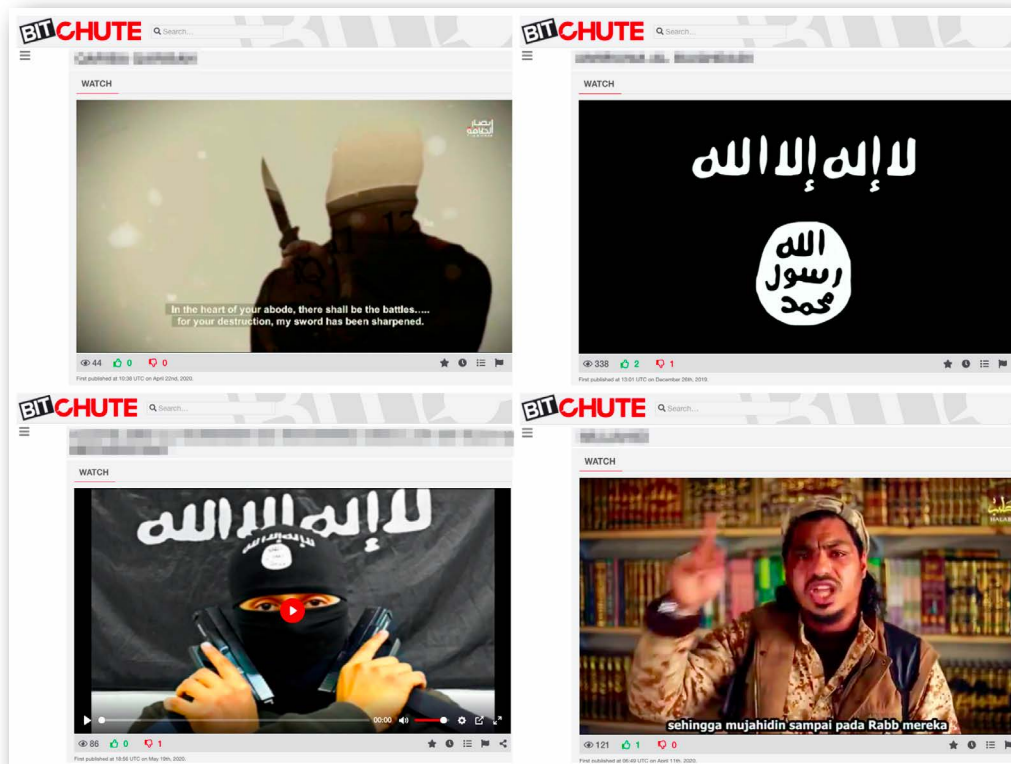 BITCHUTE
Search...
WATCH
أنصار
الخلافة
In the heart of your abode, there shall be the battles.....
for your destruction, my sword has been sharpened.
44 0 0
First published at 10:36 UTC on April 22nd, 2020.
BITCHUTE
Search...
WATCH
لا إله إلا الله
الله
رسول
محمد
338 2 1
First published at 13:01 UTC on December 26th, 2019.
BITCHUTE
Search...
WATCH
لا إله إلا الله
00:00
86 0 1
First published at 18:56 UTC on May 19th, 2020.
BITCHUTE
Search...
WATCH
HALAB
sehingga mujahidin sampai pada Rabb mereka
121 1 0
First published at 06:49 UTC on April 11th, 2020.